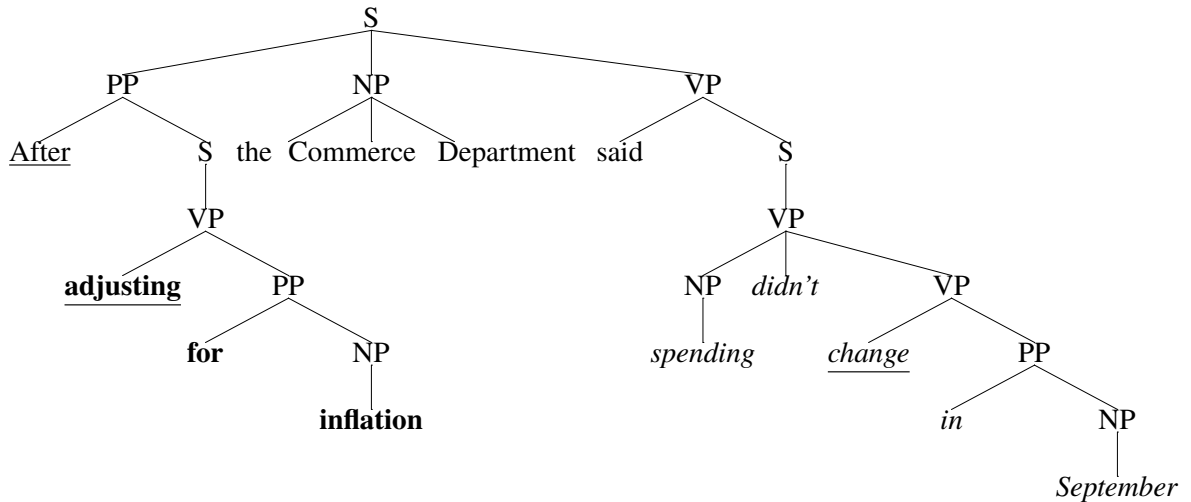 S
PP NP VP
After S the Commerce Department said S
VP VP
adjusting PP NP didn't VP
for NP spending change PP
inflation in NP
September